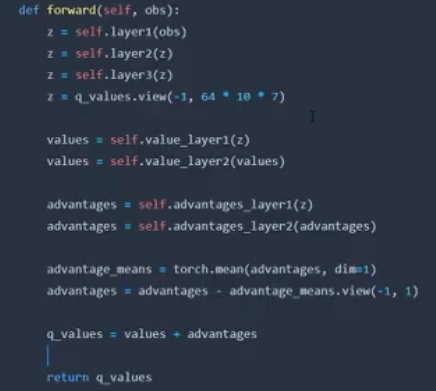 def forward(self, obs):
z = self.layer1(obs)
z = self.layer2(z)
z = self.layer3(z)
z = q_values.view(-1, 64 * 10 * 7)
values = self.value_layer1(z)
values = self.value_layer2(values)
advantages = self.advantages_layer1(z)
advantages = self.advantages_layer2(advantages)
advantage_means = torch.mean(advantages, dim=1)
advantages = advantages - advantage_means.view(-1, 1)
q_values = values + advantages
return q_values